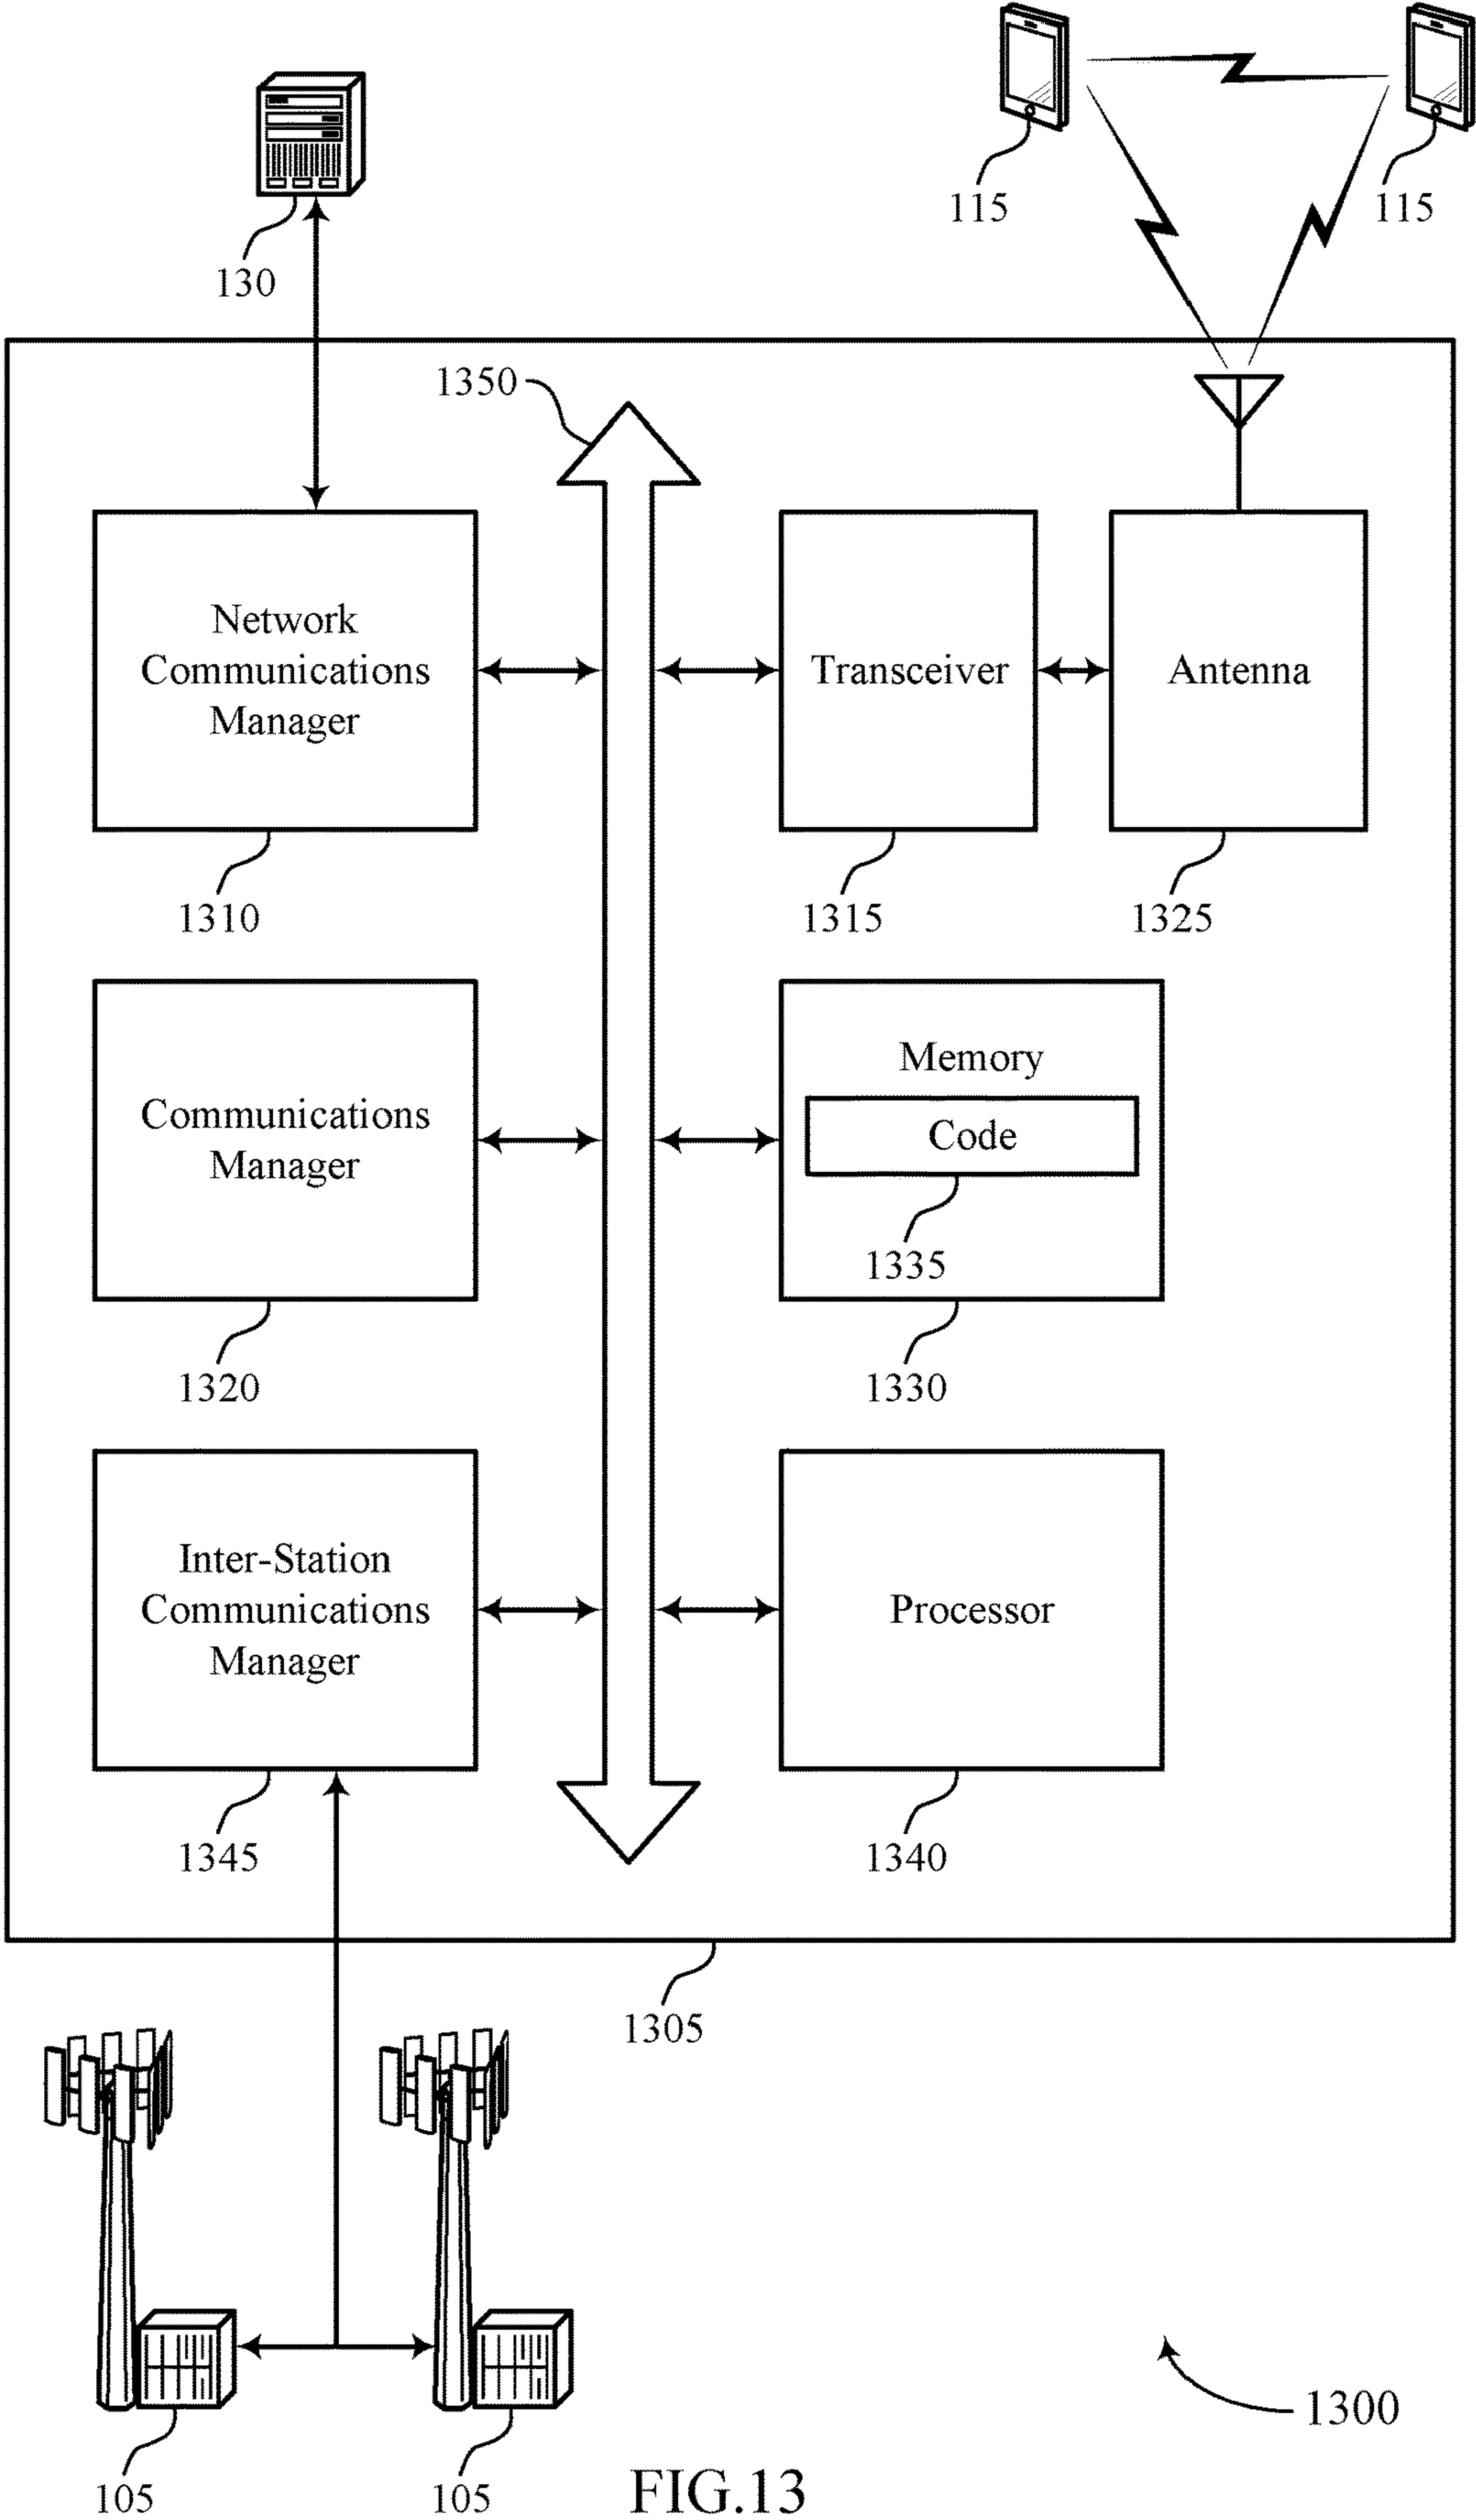 115
115
130
1350
Network
Communications
Manager
Transceiver
Antenna
1310
1315
1325
Communications
Manager
Memory
Code
1335
1320
1330
Inter-Station
Communications
Manager
Processor
1345
1340
1305
1300
105
105
FIG.13